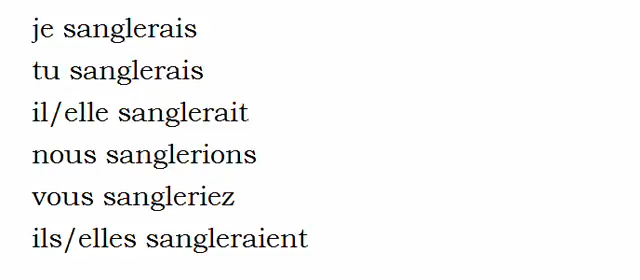 je sanglerais
tu sanglerais
il/elle sanglerait
nous sanglerions
vous sangleriez
ils/elles sangleraient